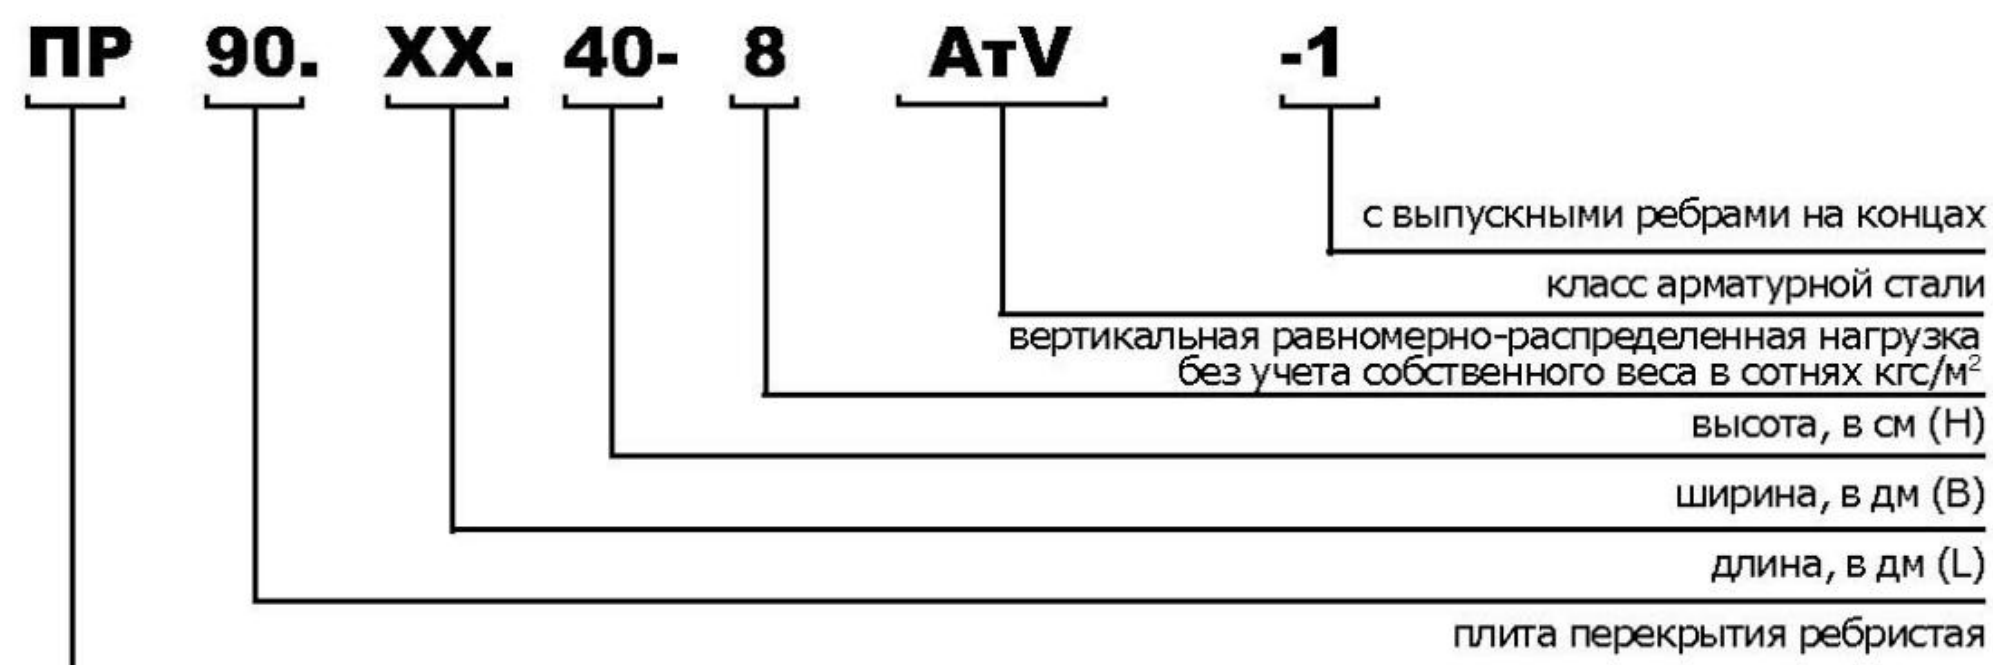 ПР 90. XX. 40- 8 АтV -1
с выпускными ребрами на концах
класс арматурной стали
вертикальная равномерно-распределенная нагрузка
без учета собственного веса в сотнях кгс/м²
высота, в см (H)
ширина, в дм (B)
длина, в дм (L)
плита перекрытия ребристая